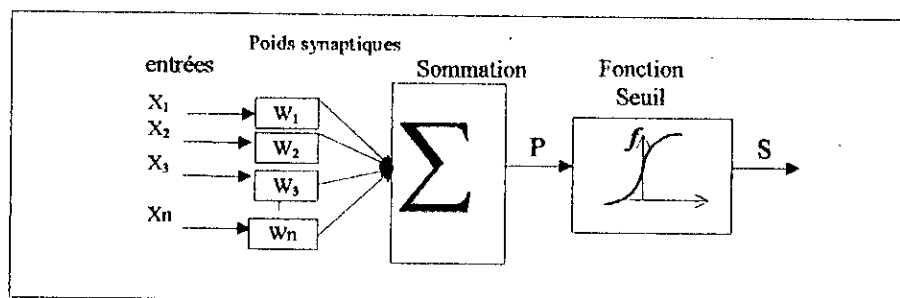 Poids synaptiques
entrées
Sommation
Fonction
Seuil
X₁
W₁
X₂
W₂
X₃
W₃
Xn
Wn
Σ
P
f
S